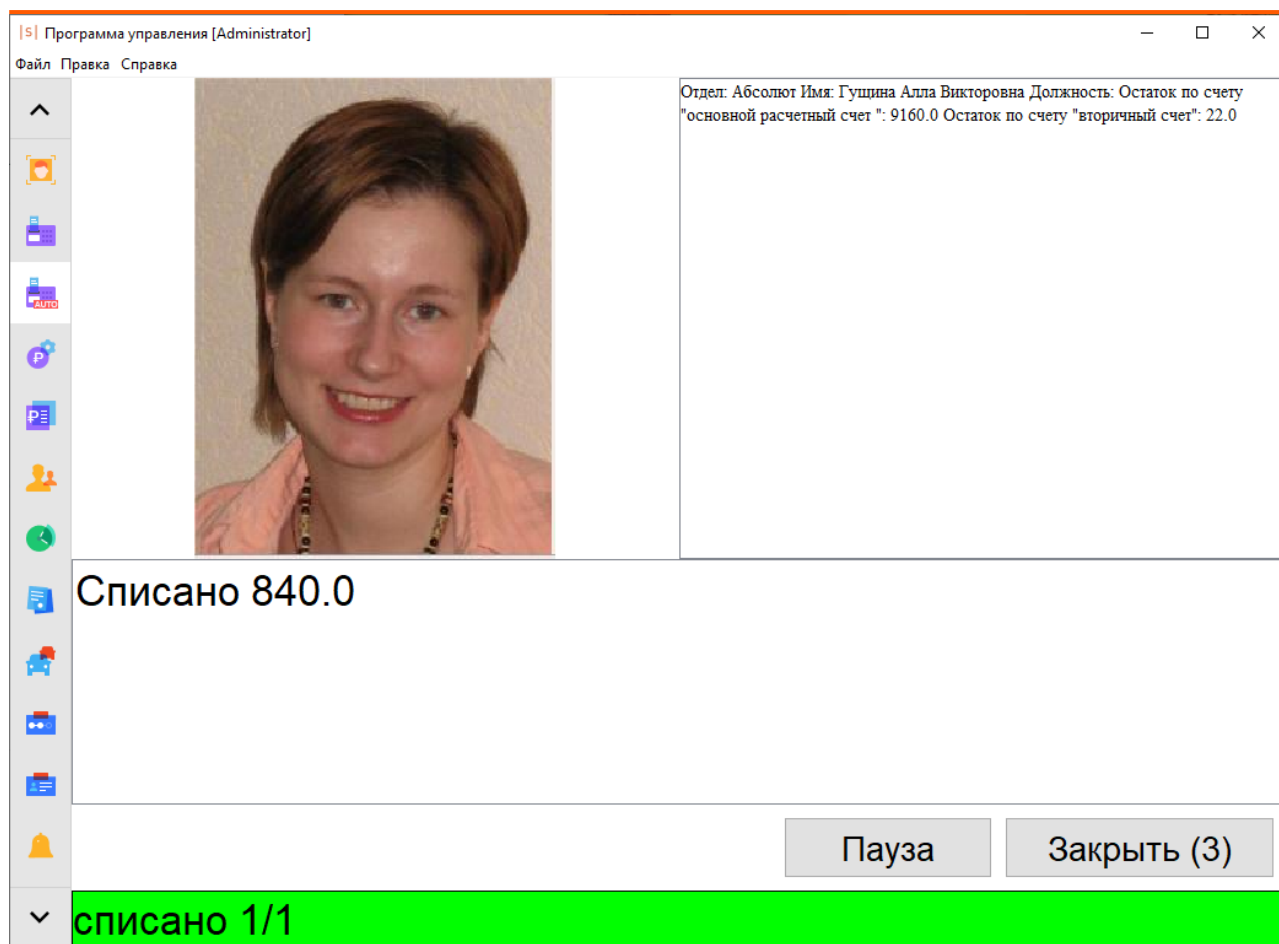 |S| Программа управления [Administrator]
Файл Правка Справка
Отдел: Абсолют Имя: Гущина Алла Викторовна Должность: Остаток по счету
"основной расчетный счет ": 9160.0 Остаток по счету "вторичный счет": 22.0
AUTO
Списано 840.0
Пауза Закрыть (3)
списано 1/1